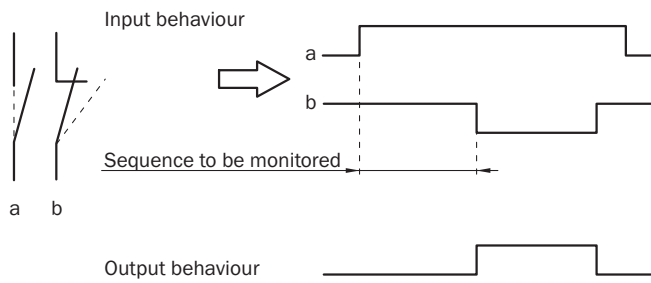 Input behaviour
a
b
Sequence to be monitored
a b
Output behaviour